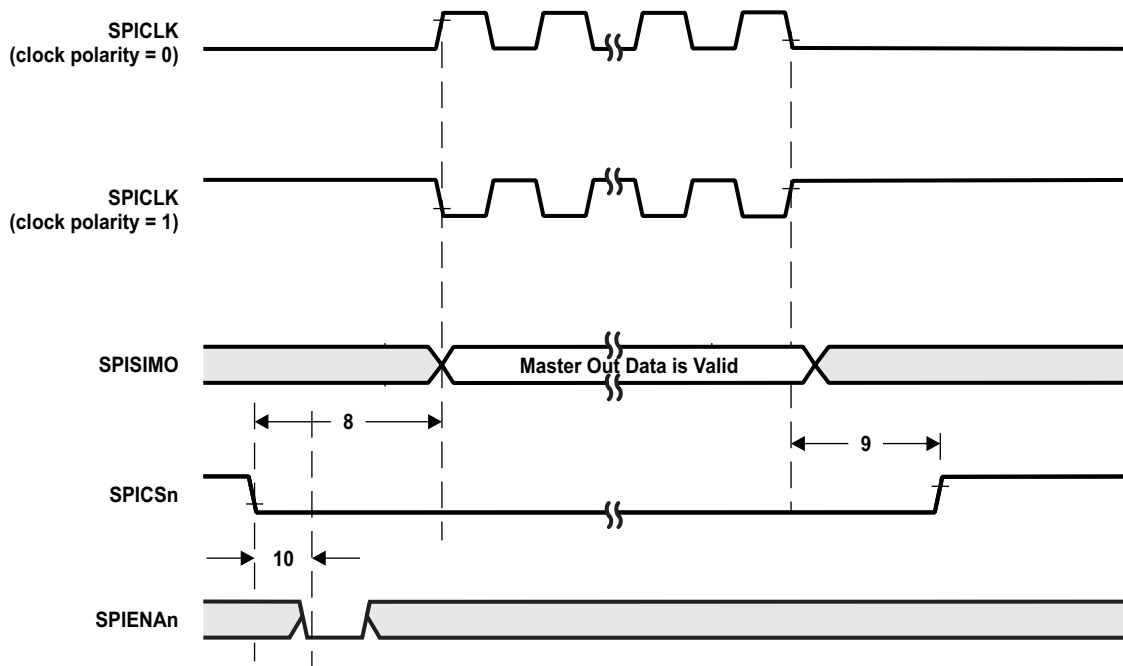 SPICLK
(clock polarity = 0)
SPICLK
(clock polarity = 1)
SPISIMO
Master Out Data is Valid
8
9
SPICSn
10
SPIENAn